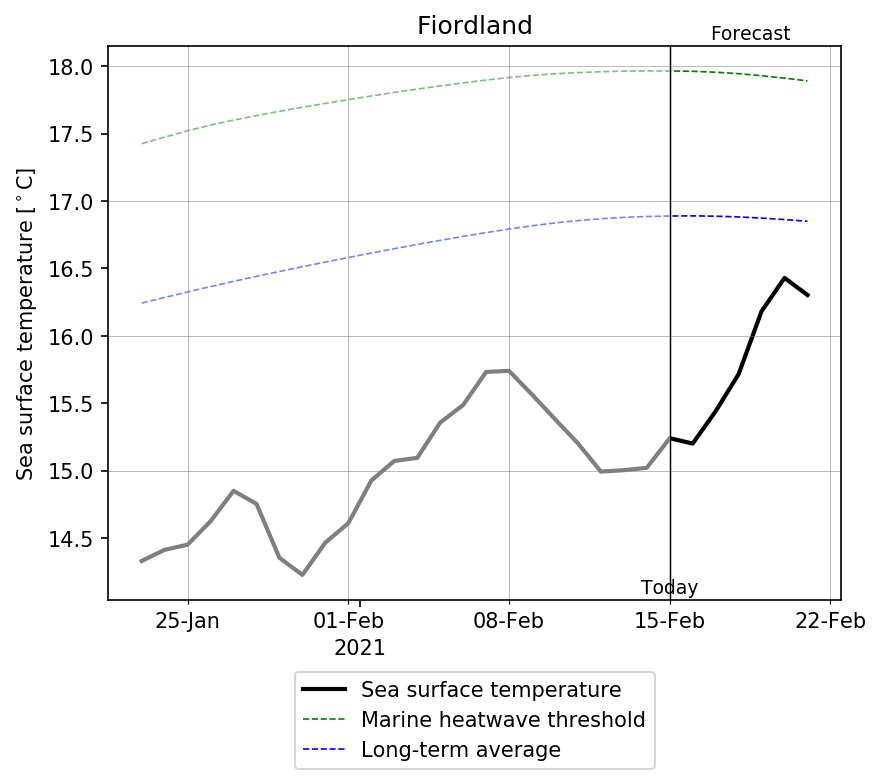 Fiordland
Forecast
Sea surface temperature [°C]
18.0
17.5
17.0
16.5
16.0
15.5
15.0
14.5
Today
25-Jan 01-Feb 08-Feb 15-Feb 22-Feb
2021
Sea surface temperature
Marine heatwave threshold
Long-term average